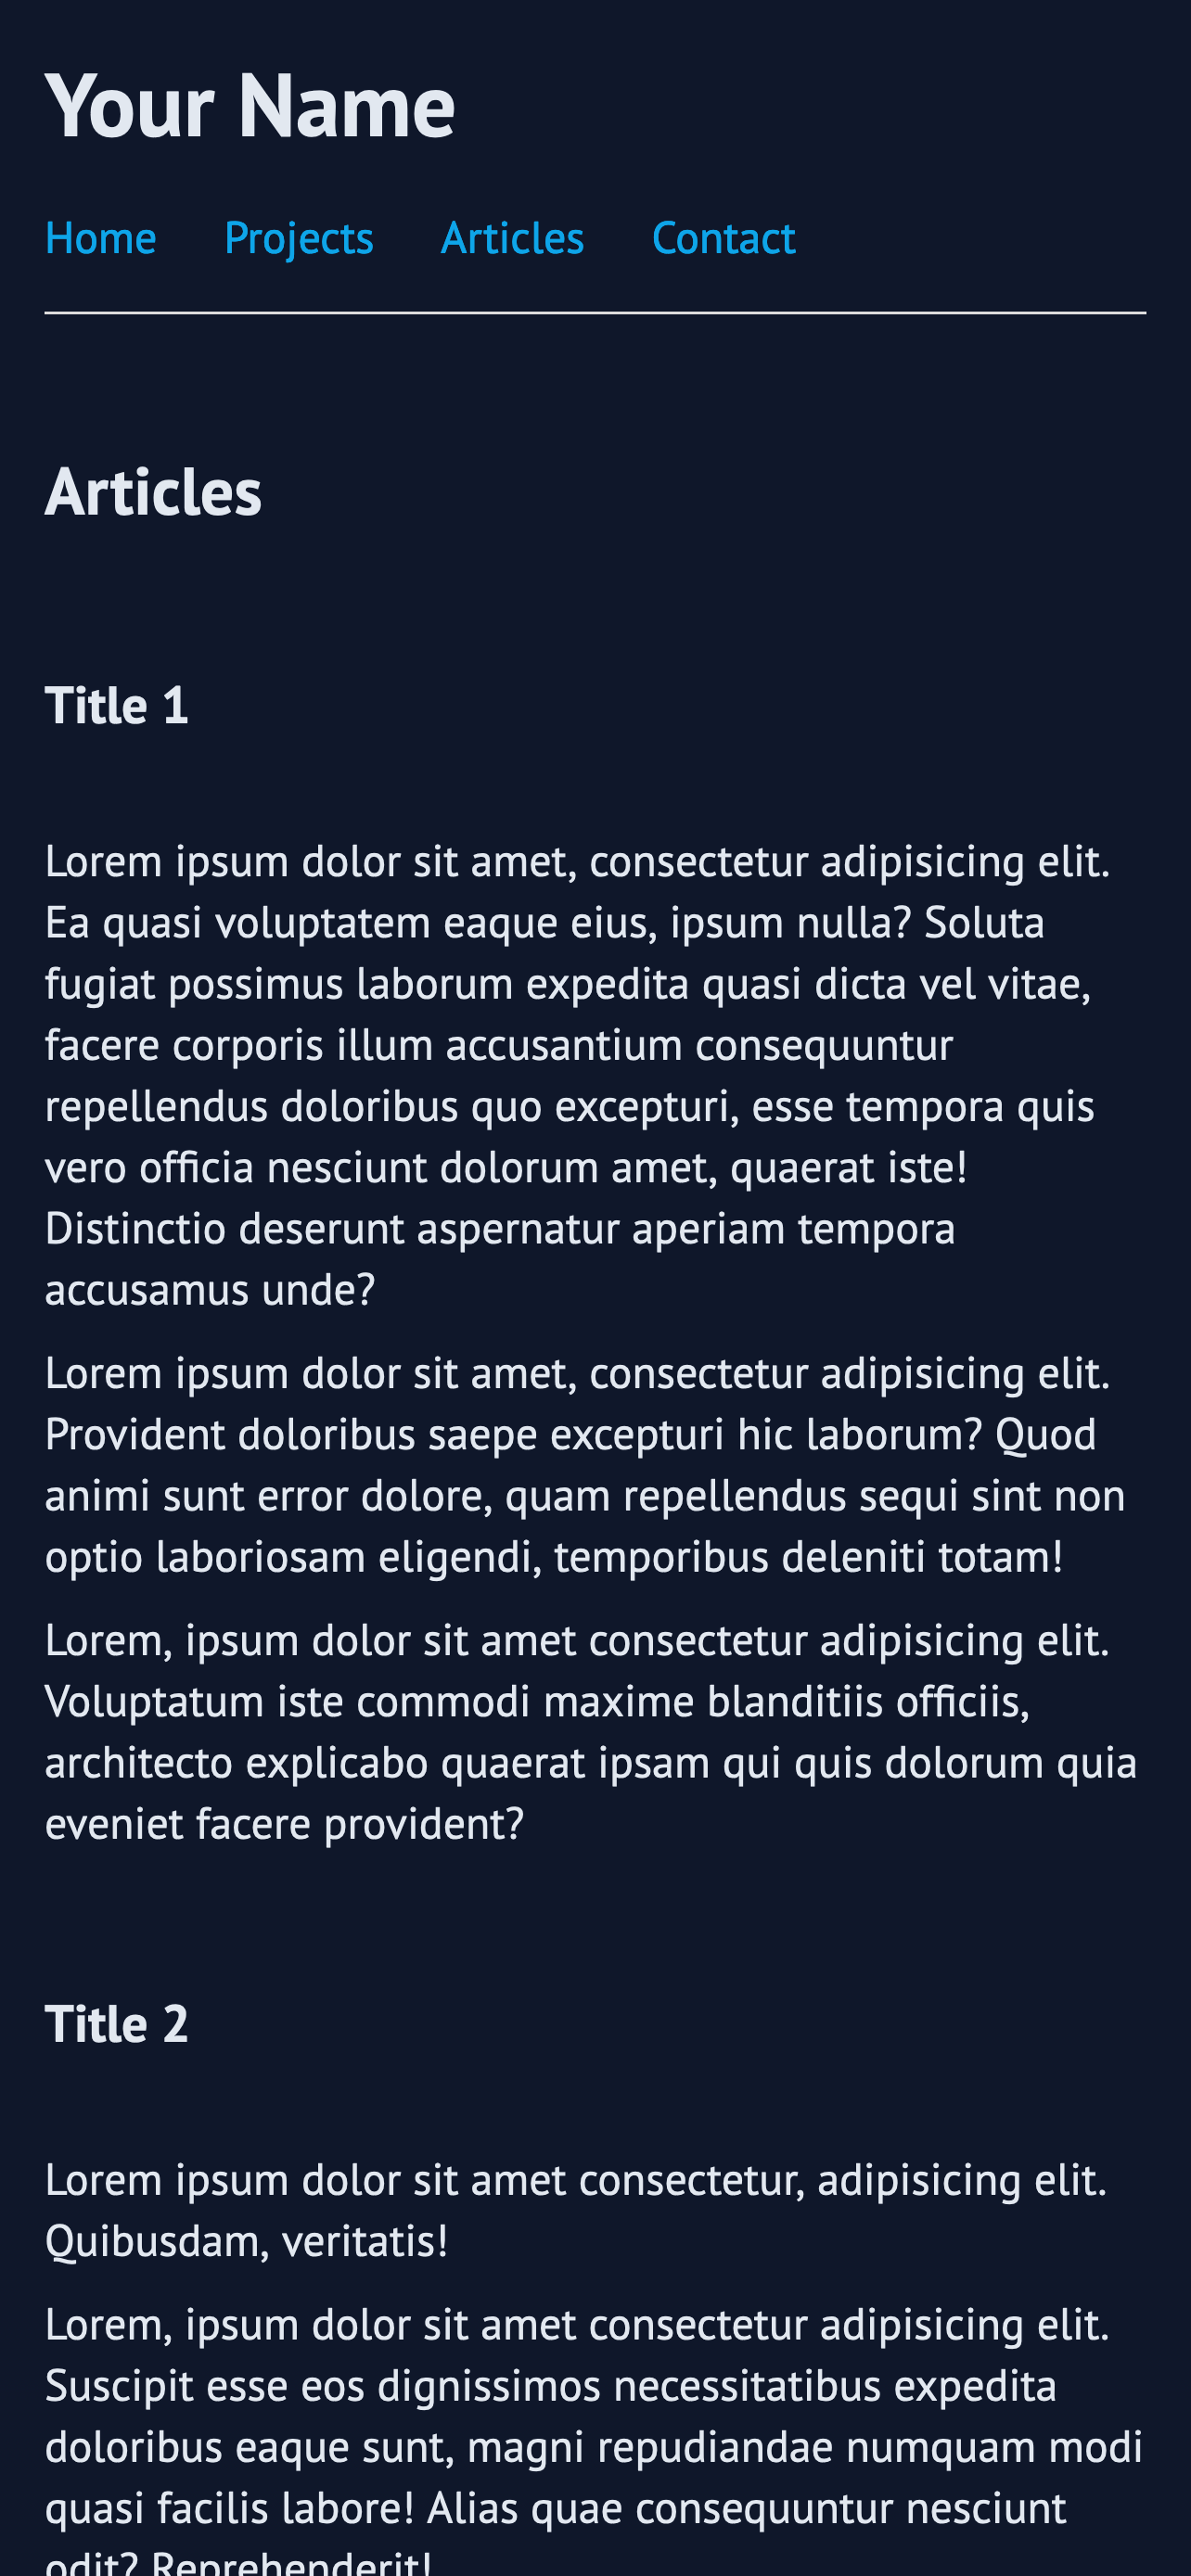 Your Name
Home Projects Articles Contact
Articles
Title 1
Lorem ipsum dolor sit amet, consectetur adipisicing elit.
Ea quasi voluptatem eaque eius, ipsum nulla? Soluta
fugiat possimus laborum expedita quasi dicta vel vitae,
facere corporis illum accusantium consequuntur
repellendus doloribus quo excepturi, esse tempora quis
vero officia nesciunt dolorum amet, quaerat iste!
Distinctio deserunt aspernatur aperiam tempora
accusamus unde?
Lorem ipsum dolor sit amet, consectetur adipisicing elit.
Provident doloribus saepe excepturi hic laborum? Quod
animi sunt error dolore, quam repellendus sequi sint non
optio laboriosam eligendi, temporibus deleniti totam!
Lorem, ipsum dolor sit amet consectetur adipisicing elit.
Voluptatum iste commodi maxime blanditiis officiis,
architecto explicabo quaerat ipsam qui quis dolorum quia
eveniet facere provident?
Title 2
Lorem ipsum dolor sit amet consectetur, adipisicing elit.
Quibusdam, veritatis!
Lorem, ipsum dolor sit amet consectetur adipisicing elit.
Suscipit esse eos dignissimos necessitatibus expedita
doloribus eaque sunt, magni repudiandae numquam modi
quasi facilis labore! Alias quae consequuntur nesciunt
odit? Reprehenderit!